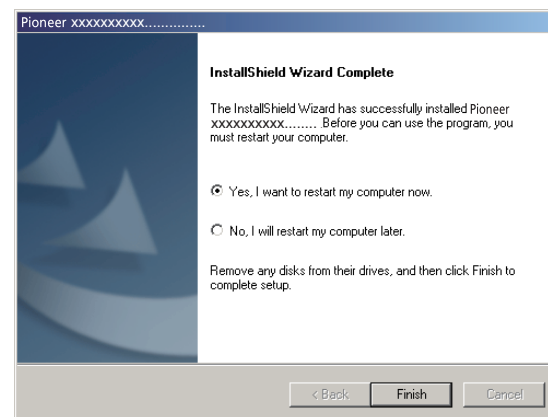 Pioneer xxxxxxxxxx...............
InstallShield Wizard Complete
The InstallShield Wizard has successfully installed Pioneer
xxxxxxxxxx........ .Before you can use the program, you
must restart your computer.
Yes, I want to restart my computer now.
No, I will restart my computer later.
Remove any disks from their drives, and then click Finish to
complete setup.
< Back Finish Cancel